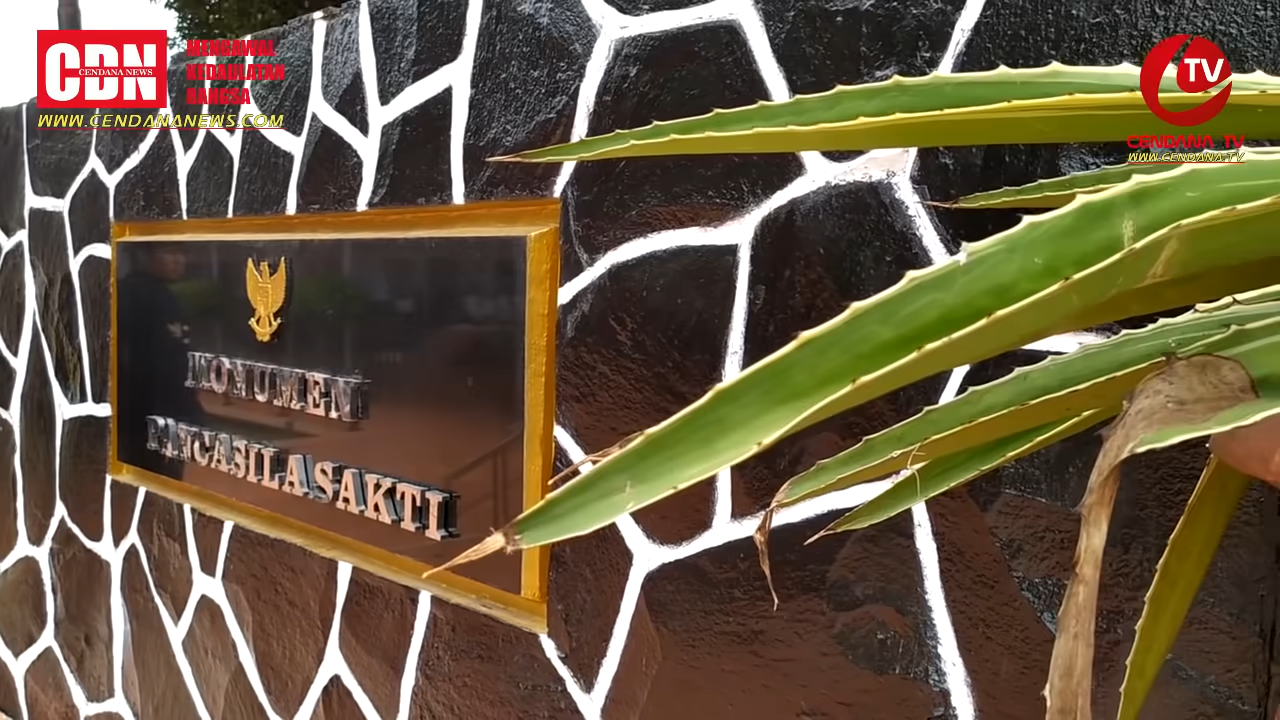 CDN
CENDANA NEWS
MENGAWAL
KEDAULATAN
BANGSA
WWW.CENDANANEWS.COM
TV
CENDANA TV
WWW.CENDANA.TV
MONUMEN
PANCASILA SAKTI